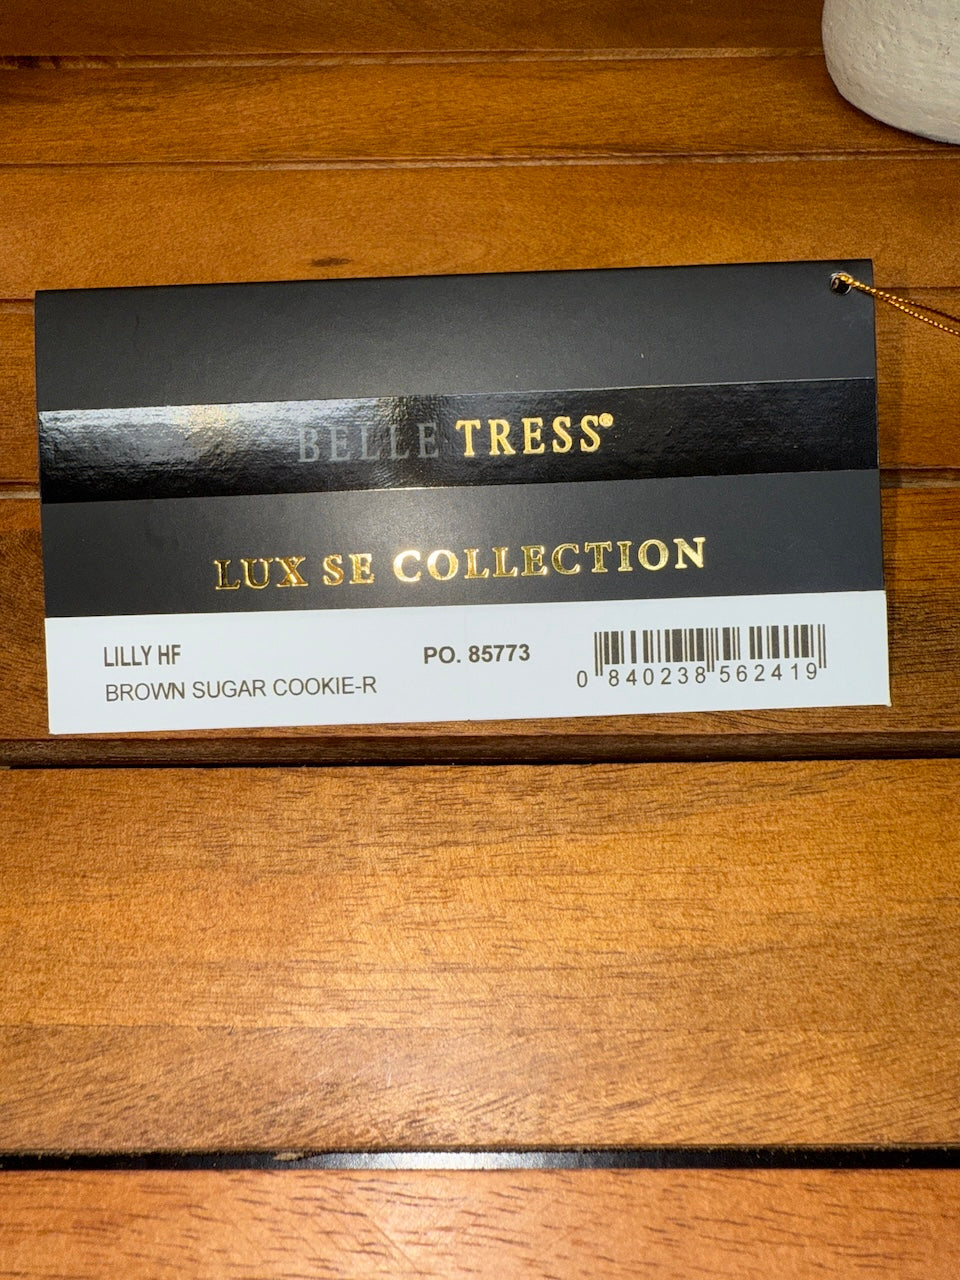 BELLE TRESS®
LUX SE COLLECTION
LILLY HF
PO. 85773
BROWN SUGAR COOKIE-R
0 840238 562419